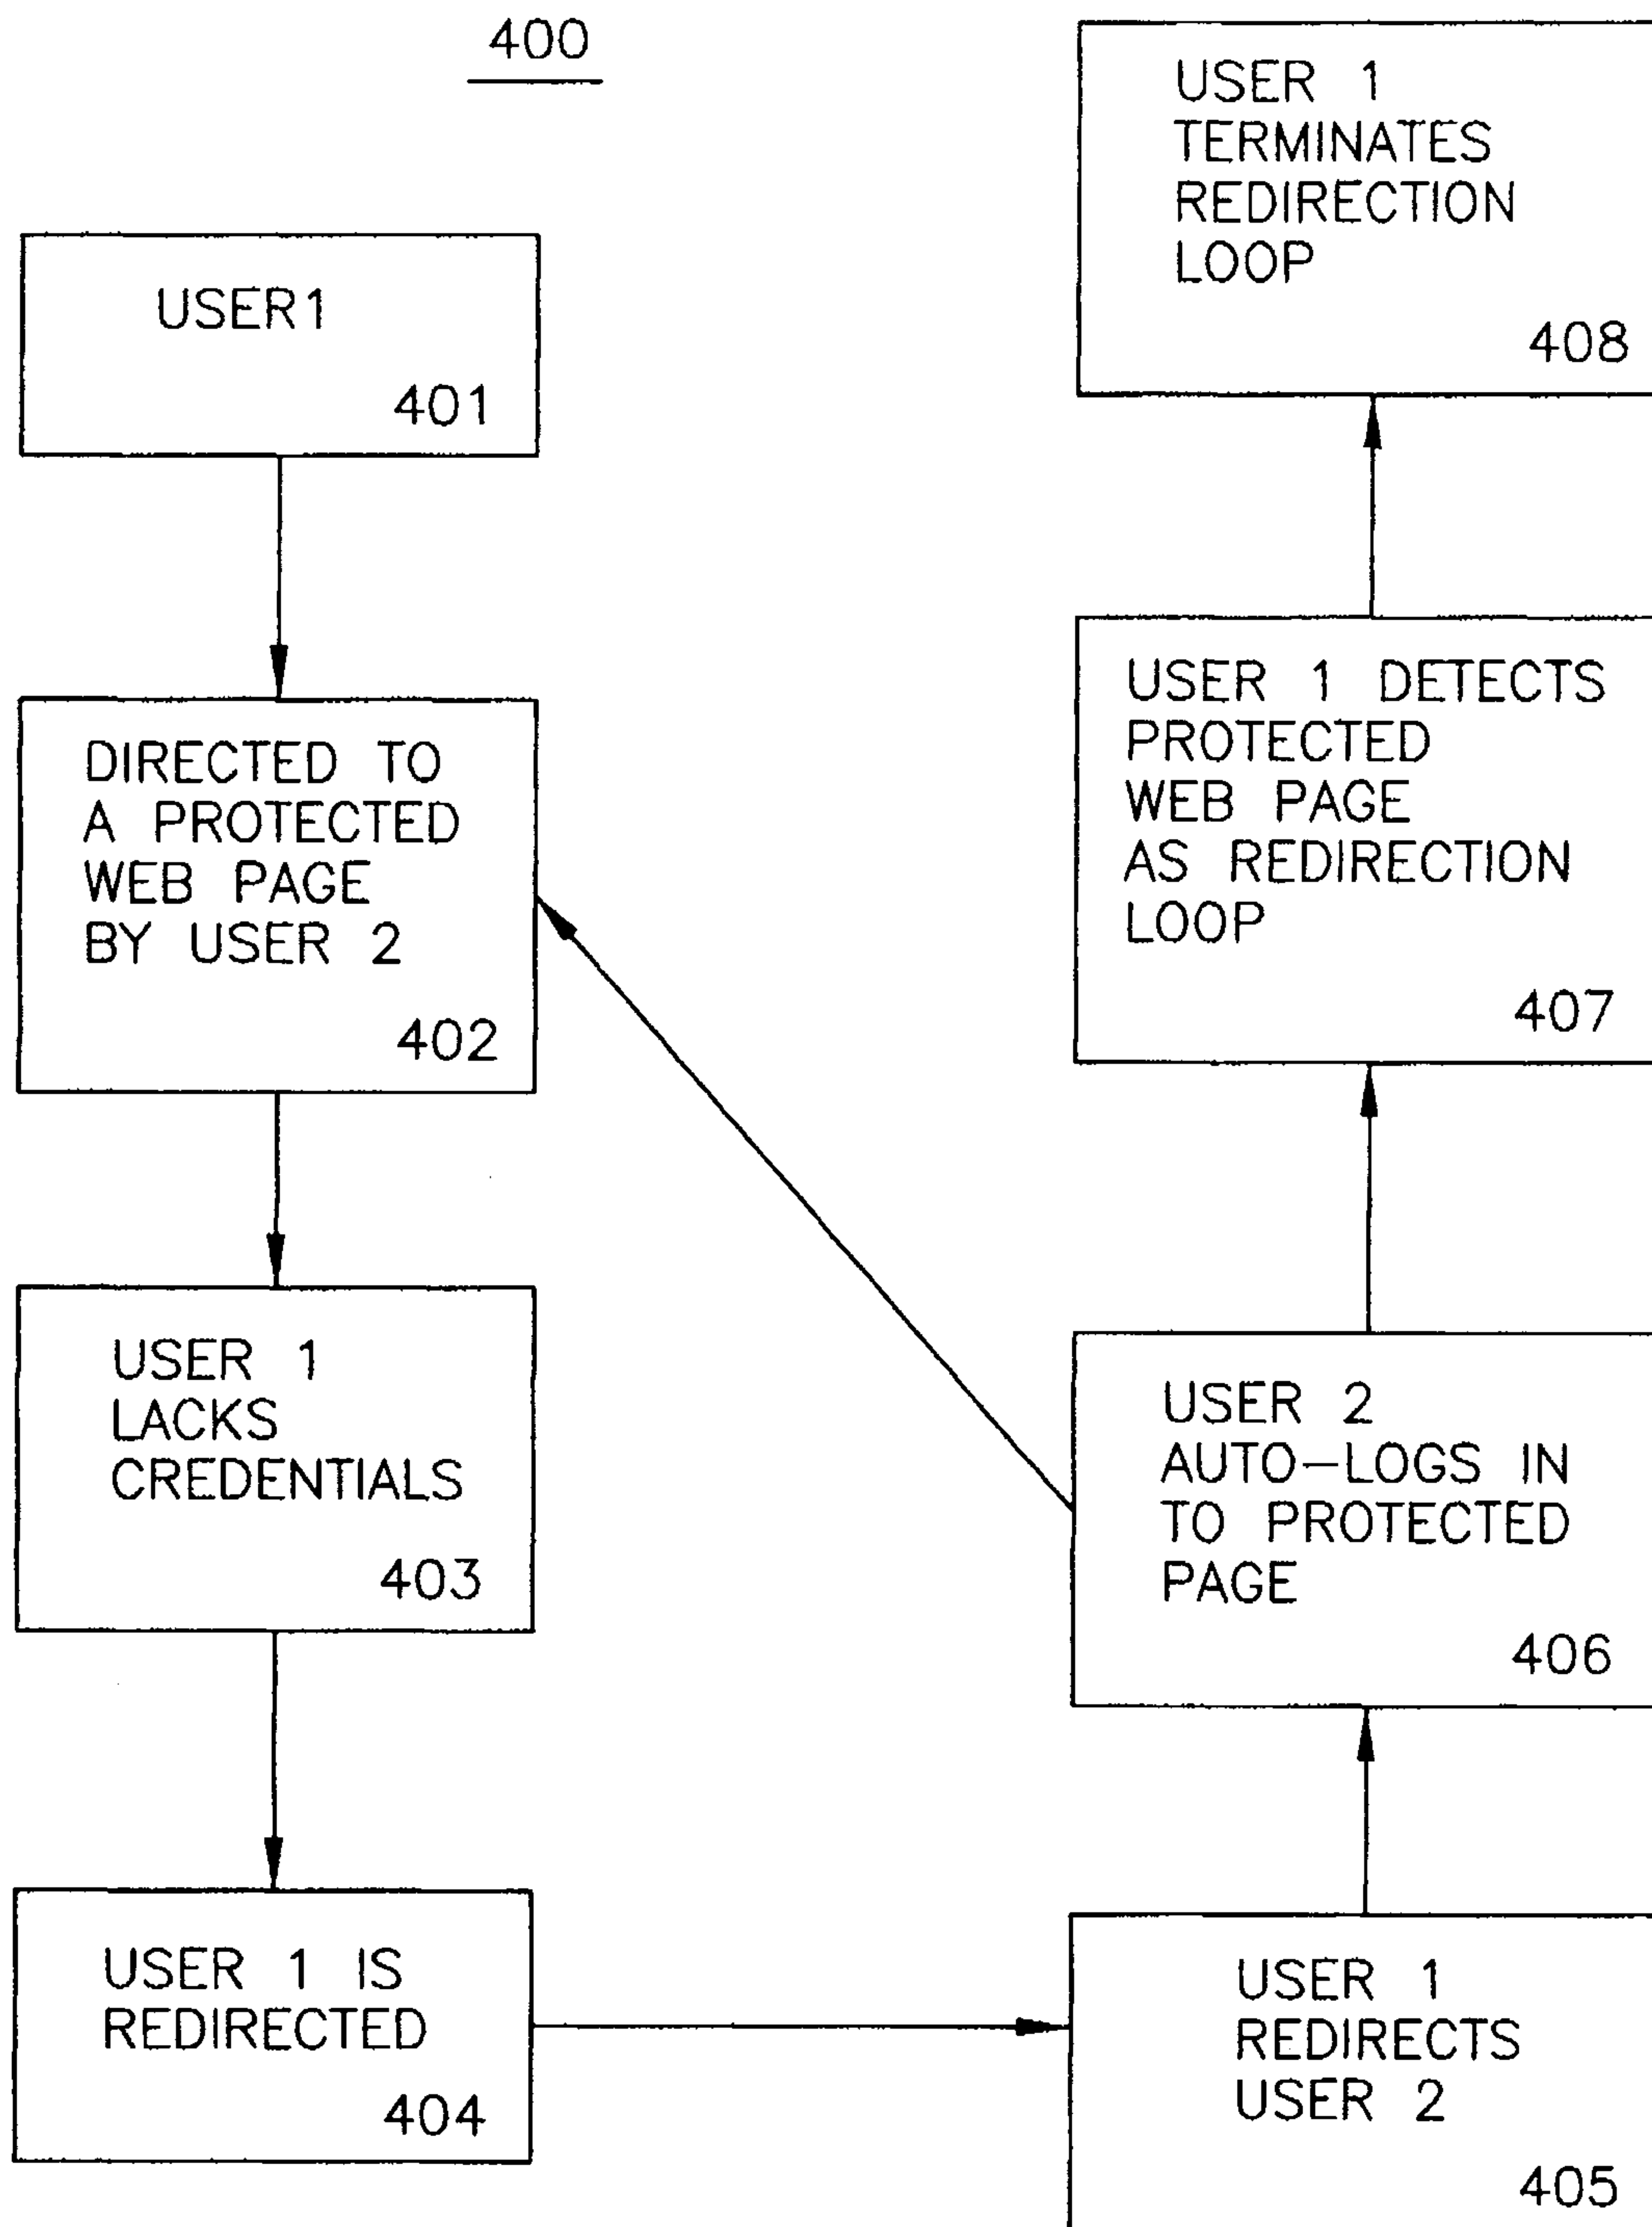 400
USER1
401
DIRECTED TO
A PROTECTED
WEB PAGE
BY USER 2
402
USER 1
LACKS
CREDENTIALS
403
USER 1 IS
REDIRECTED
404
USER 1
REDIRECTS
USER 2
405
USER 2
AUTO-LOGS IN
TO PROTECTED
PAGE
406
USER 1 DETECTS
PROTECTED
WEB PAGE
AS REDIRECTION
LOOP
407
USER 1
TERMINATES
REDIRECTION
LOOP
408